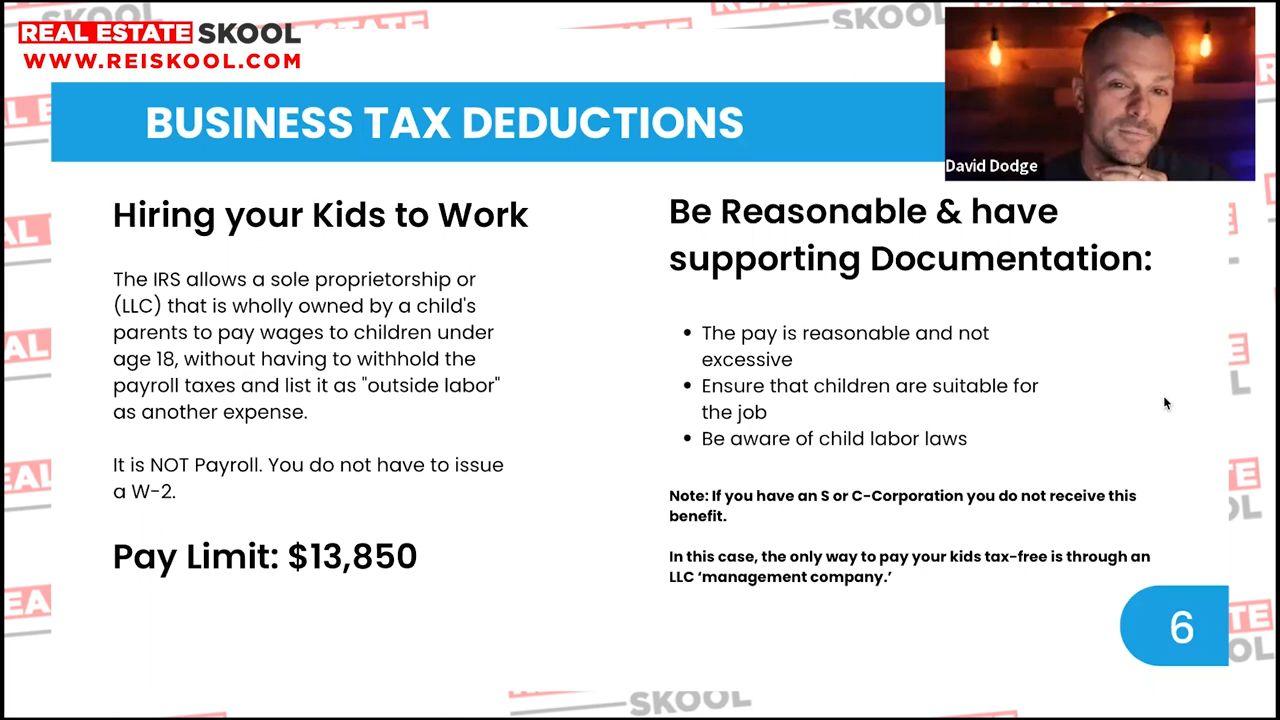 REAL ESTATE SKOOL
WWW.REISKOOL.COM
BUSINESS TAX DEDUCTIONS
David Dodge
Hiring your Kids to Work
The IRS allows a sole proprietorship or
(LLC) that is wholly owned by a child's
parents to pay wages to children under
age 18, without having to withhold the
payroll taxes and list it as "outside labor"
as another expense.
It is NOT Payroll. You do not have to issue
a W-2.
Pay Limit: $13,850
Be Reasonable & have
supporting Documentation:
• The pay is reasonable and not
excessive
• Ensure that children are suitable for
the job
• Be aware of child labor laws
Note: If you have an S or C-Corporation you do not receive this
benefit.
In this case, the only way to pay your kids tax-free is through an
LLC ‘management company.’
6
SKOOL